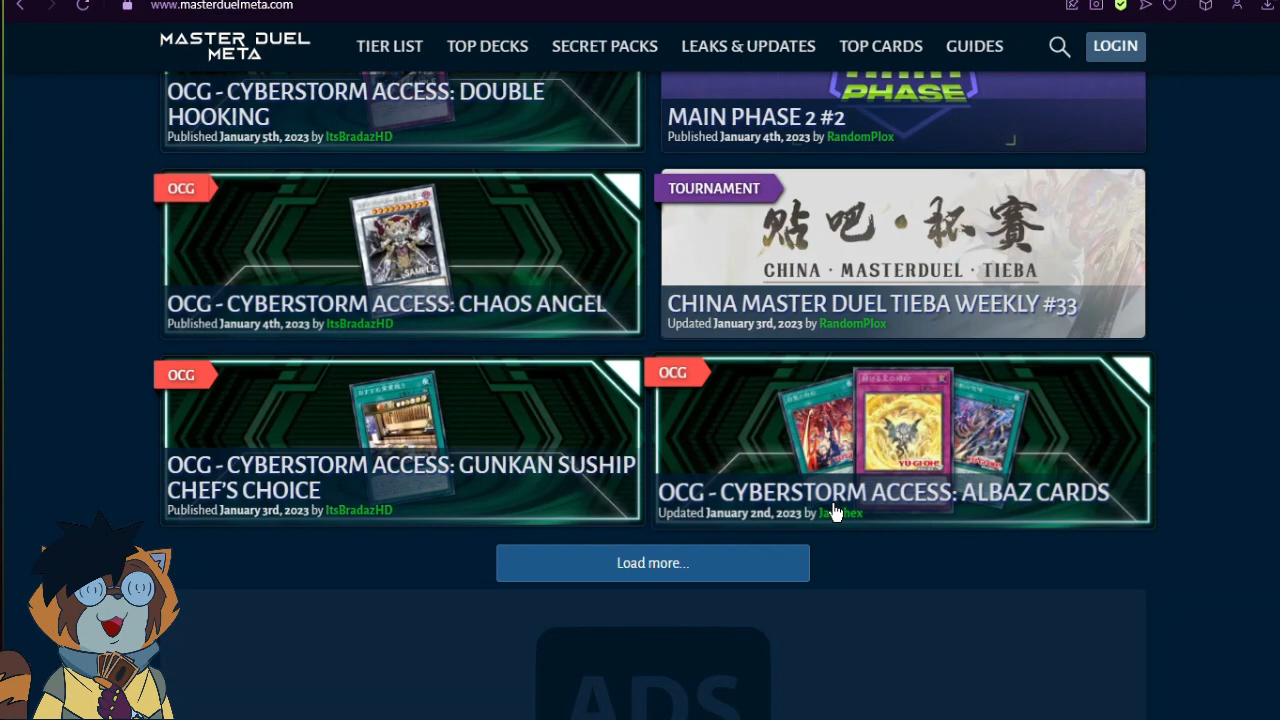 www.masterduelmeta.com
MASTER DUEL
META
TIER LIST
TOP DECKS
SECRET PACKS
LEAKS & UPDATES
TOP CARDS
GUIDES
LOGIN
OCG - CYBERSTORM ACCESS: DOUBLE
HOOKING
Published January 5th, 2023 by ItsBradazHD
PHASE
MAIN PHASE 2 #2
Published January 4th, 2023 by RandomPlox
OCG
SAMPLE
OCG - CYBERSTORM ACCESS: CHAOS ANGEL
Published January 4th, 2023 by ItsBradazHD
TOURNAMENT
贴吧·杯赛
CHINA · MASTERDUEL · TIEBA
CHINA MASTER DUEL TIEBA WEEKLY #33
Updated January 3rd, 2023 by RandomPlox
OCG
OCG - CYBERSTORM ACCESS: GUNKAN SUSHIP
CHEF'S CHOICE
Published January 3rd, 2023 by ItsBradazHD
OCG
YU-GI-OH!
OCG - CYBERSTORM ACCESS: ALBAZ CARDS
Updated January 2nd, 2023 by
Load more...
ADS